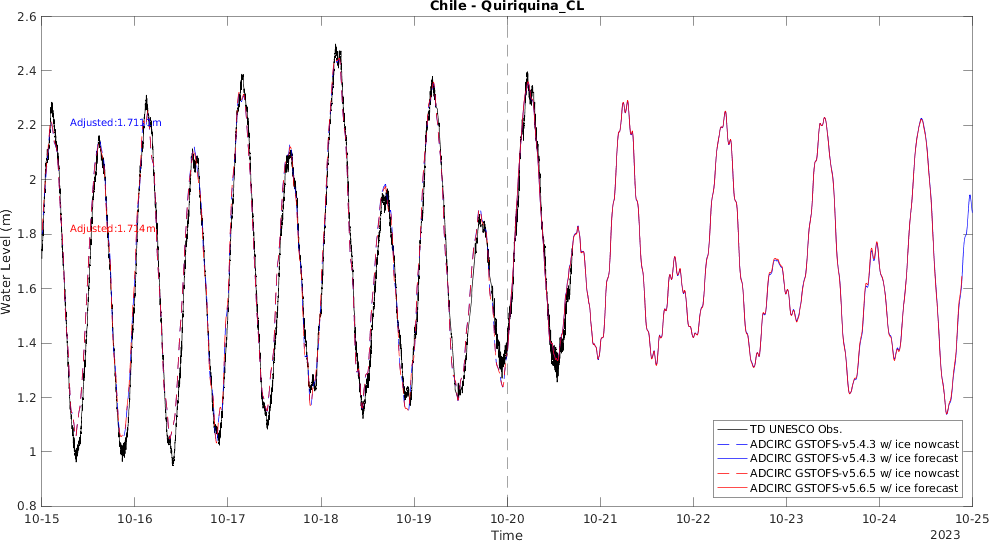 Chile - Quiriquina_CL
2.6
2.4
2.2
2
1.8
1.6
1.4
1.2
1
0.8
Water Level (m)
Adjusted:1.711 m
Adjusted:1.714m
TD UNESCO Obs.
ADCIRC GSTOFS-v5.4.3 w/ ice nowcast
ADCIRC GSTOFS-v5.4.3 w/ ice forecast
ADCIRC GSTOFS-v5.6.5 w/ ice nowcast
ADCIRC GSTOFS-v5.6.5 w/ ice forecast
10-15 10-16 10-17 10-18 10-19 10-20 10-21 10-22 10-23 10-24 10-25
Time
2023